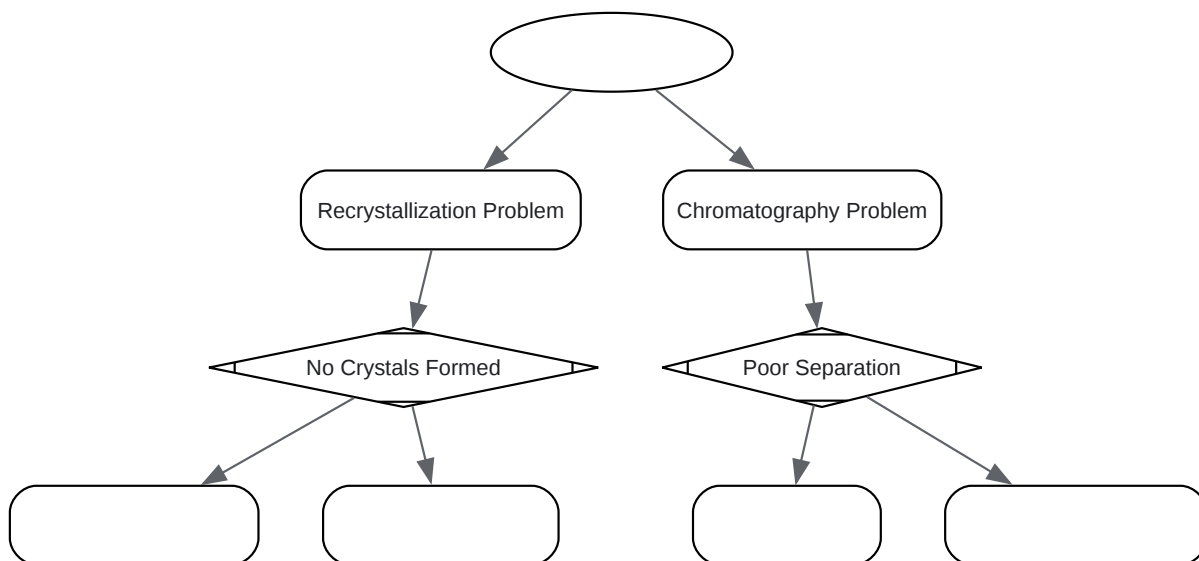 Recrystallization Problem
Chromatography Problem
No Crystals Formed
Poor Separation